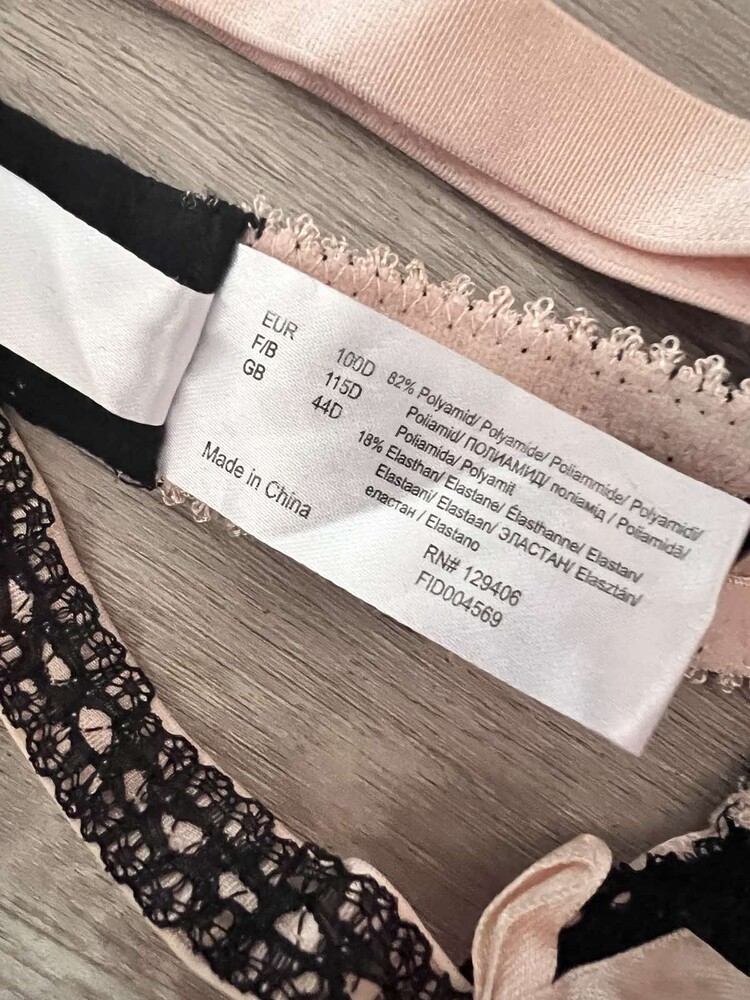 EUR 100D
F/B 115D
GB 44D
Made in China
82% Polyamid/ Polyamide/ Poliammide/ Polyamidi/
Poliamid/ ПОЛИАМИД/ поліамід / Poliamidă/
Poliamida/ Polyamit
18% Elasthan/ Elastane/ Élasthanne/ Elastan/
Elastaani/ Elastaan/ ЭЛАСТАН/ Elasztán/
еластан / Elastano
RN# 129406
FID004569